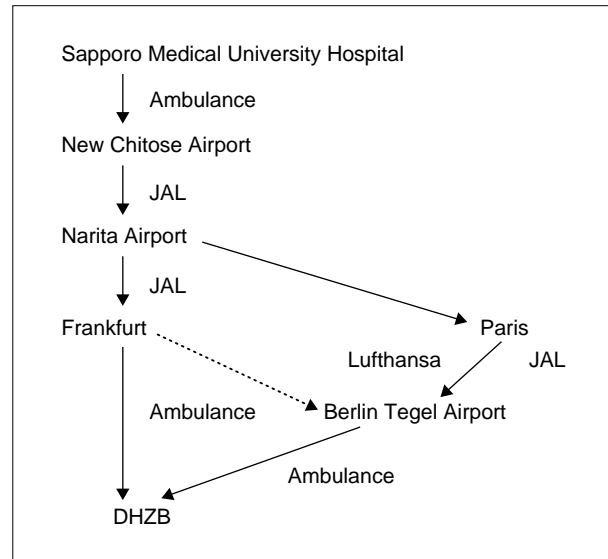 Sapporo Medical University Hospital
Ambulance
New Chitose Airport
JAL
Narita Airport
JAL
Frankfurt
Paris
Lufthansa
JAL
Ambulance
Berlin Tegel Airport
Ambulance
DHZB